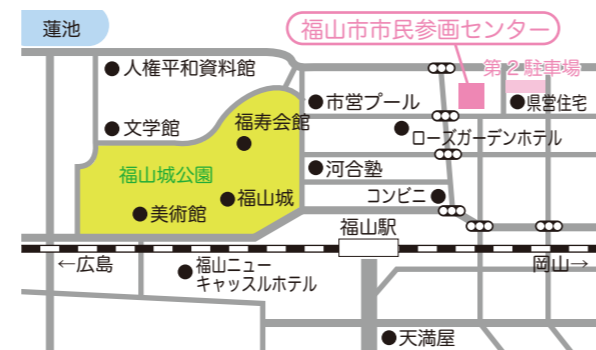 蓮池
福山市市民参画センター
人権平和資料館
第2駐車場
市営プール
県営住宅
文学館
福寿会館
ローズガーデンホテル
河合塾
福山城公園
福山城
コンビニ
美術館
福山駅
←広島
岡山→
福山ニュー
キャッスルホテル
天満屋